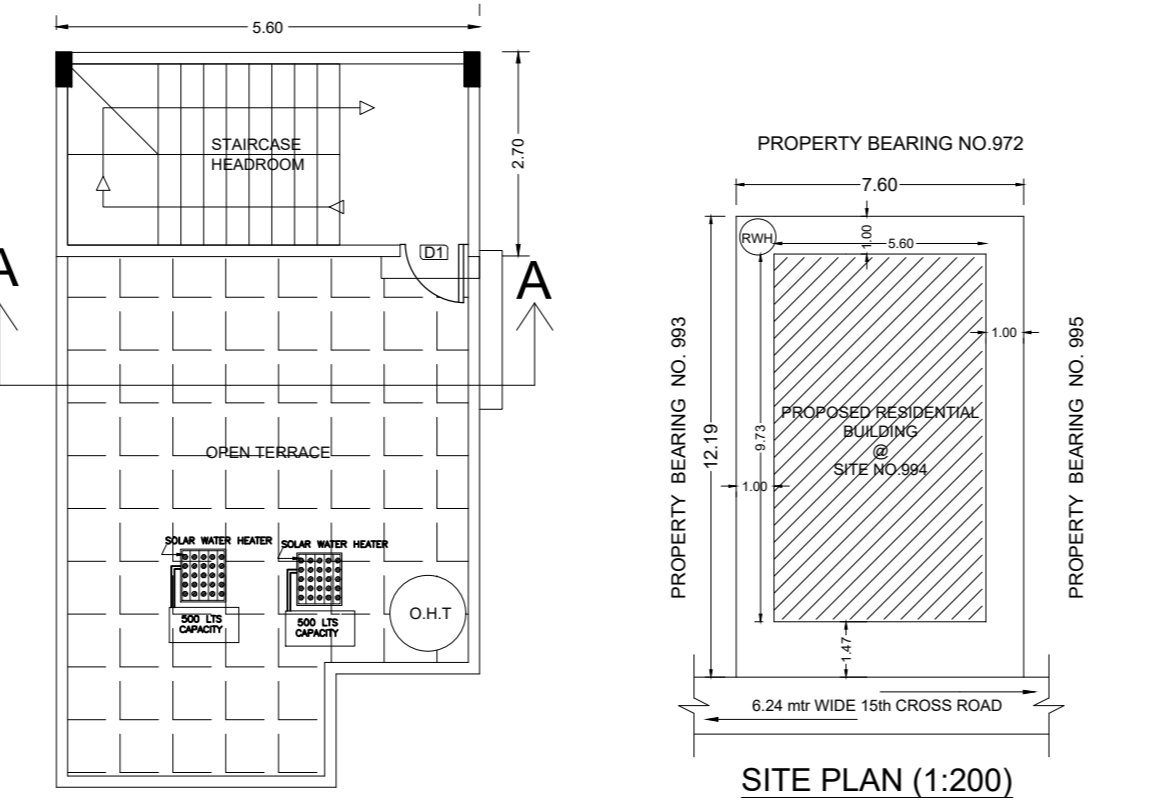 5.60
STAIRCASE
HEADROOM
2.70
D1
A
A
OPEN TERRACE
SOLAR WATER HEATER
SOLAR WATER HEATER
500 LTS
CAPACITY
500 LTS
CAPACITY
O.H.T
PROPERTY BEARING NO.972
7.60
RWH
1.00
5.60
1.00
PROPERTY BEARING NO. 993
12.19
9.73
PROPOSED RESIDENTIAL
BUILDING
@
SITE NO.994
1.00
PROPERTY BEARING NO. 995
1.47
6.24 mtr WIDE 15th CROSS ROAD
SITE PLAN (1:200)